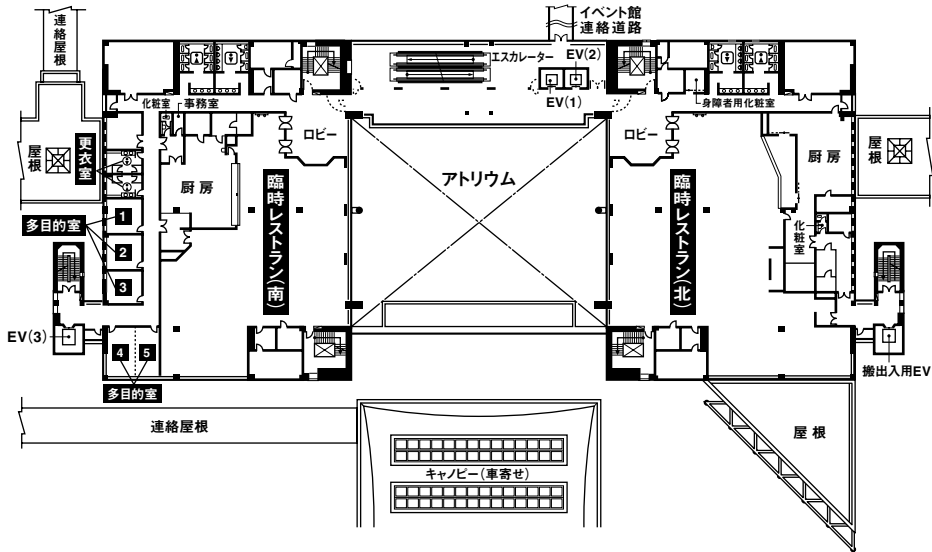 連絡屋根
イベント館
連絡道路
エスカレーター
EV(2)
EV(1)
化粧室
事務室
身障者用化粧室
ロビー
ロビー
屋根
更衣室
厨房
アトリウム
厨房
屋根
臨時レストラン(南)
臨時レストラン(北)
多目的室
1
2
3
化粧室
EV(3)
4
5
多目的室
搬出入用EV
連絡屋根
キャノピー(車寄せ)
屋根